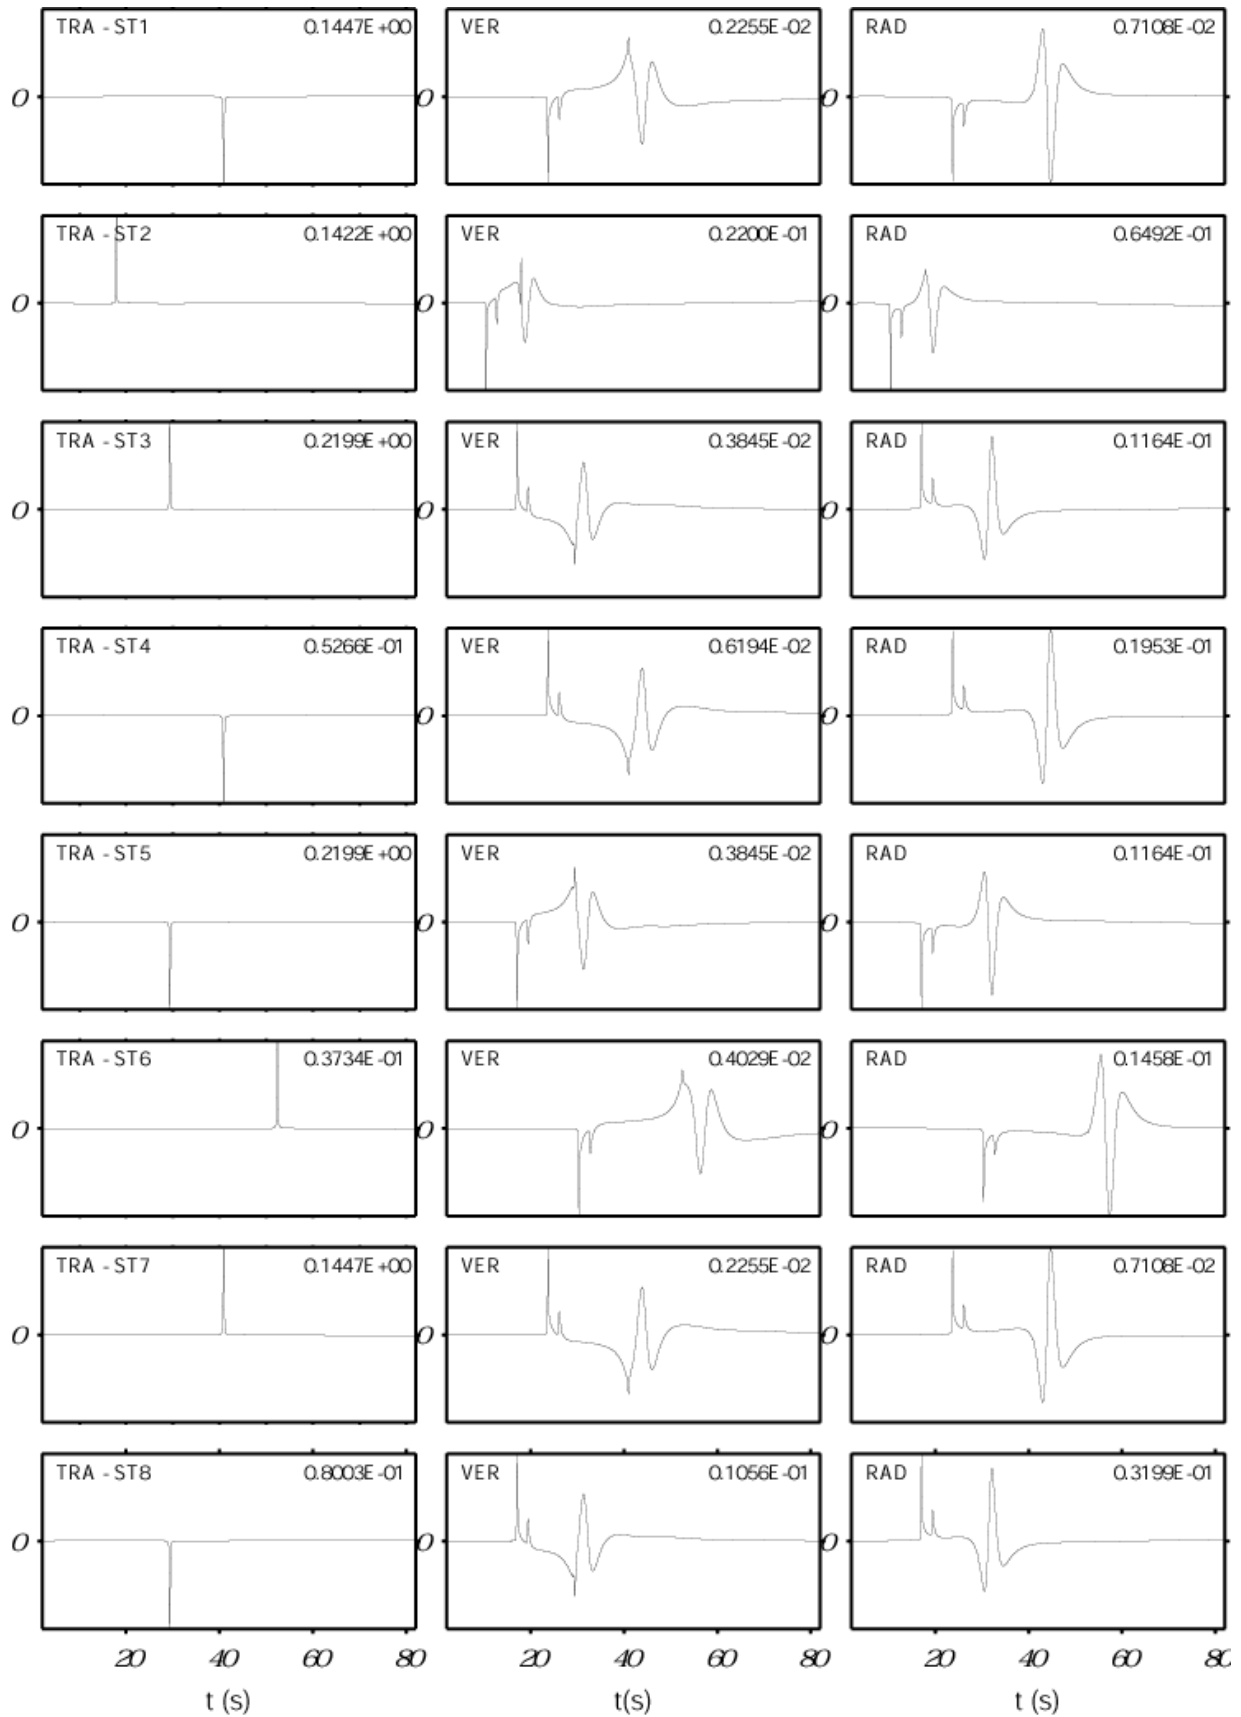 TRA - ST1 0.1447E+00 VER 0.2255E-02 RAD 0.7108E-02
0 0 0
TRA - ST2 0.1422E+00 VER 0.2200E-01 RAD 0.6492E-01
0 0 0
TRA - ST3 0.2199E+00 VER 0.3845E-02 RAD 0.1164E-01
0 0 0
TRA - ST4 0.5266E-01 VER 0.6194E-02 RAD 0.1953E-01
0 0 0
TRA - ST5 0.2199E+00 VER 0.3845E-02 RAD 0.1164E-01
0 0 0
TRA - ST6 0.3734E-01 VER 0.4029E-02 RAD 0.1458E-01
0 0 0
TRA - ST7 0.1447E+00 VER 0.2255E-02 RAD 0.7108E-02
0 0 0
TRA - ST8 0.8003E-01 VER 0.1056E-01 RAD 0.3199E-01
0 0 0
20 40 60 80 20 40 60 80 20 40 60 80
t (s) t(s) t (s)